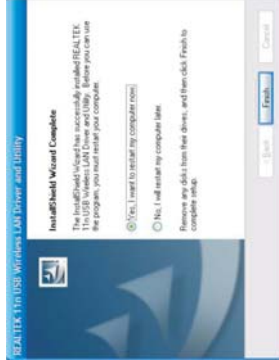 REALTEK 11n USB Wireless LAN Driver and Utility
InstallShield Wizard Complete
The InstallShield Wizard has successfully installed REALTEK
11n USB Wireless LAN Driver and Utility. Before you can use
the program, you must restart your computer.
Yes, I want to restart my computer now.
No, I will restart my computer later.
Remove any disks from their drives, and then click Finish to
complete setup.
< Back
Finish
Cancel